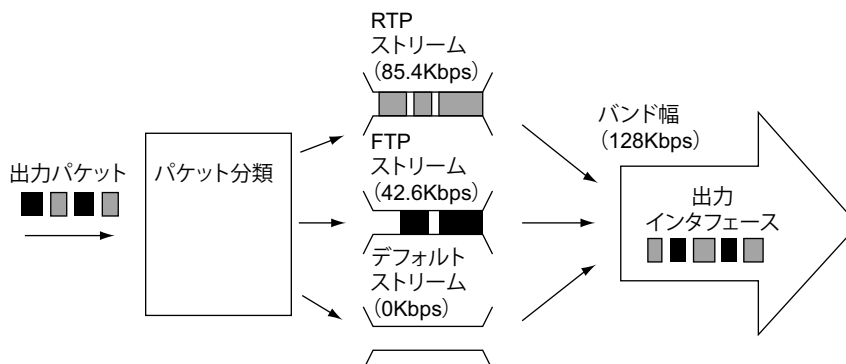 出力パケット
パケット分類
RTP
ストリーム
(85.4Kbps)
FTP
ストリーム
(42.6Kbps)
デフォルト
ストリーム
(0Kbps)
バンド幅
(128Kbps)
出力
インタフェース